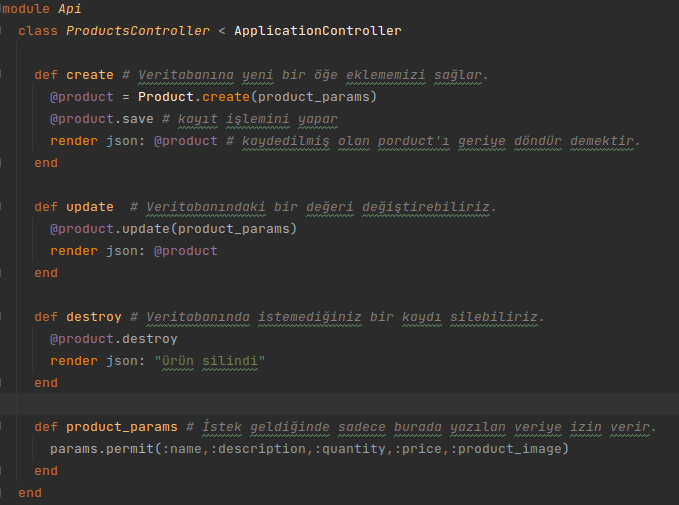 module Api
class ProductsController < ApplicationController
def create # Veritabanına yeni bir öğe eklememizi sağlar.
@product = Product.create(product_params)
@product.save # kayıt işlemini yapar
render json: @product # kaydedilmiş olan porduct'ı geriye döndür demektir.
end
def update # Veritabanındaki bir değeri değiştirebiliriz.
@product.update(product_params)
render json: @product
end
def destroy # Veritabanında istemediğiniz bir kaydı silebiliriz.
@product.destroy
render json: "ürün silindi"
end
def product_params # İstek geldiğinde sadece burada yazılan veriye izin verir.
params.permit(:name,:description,:quantity,:price,:product_image)
end
end